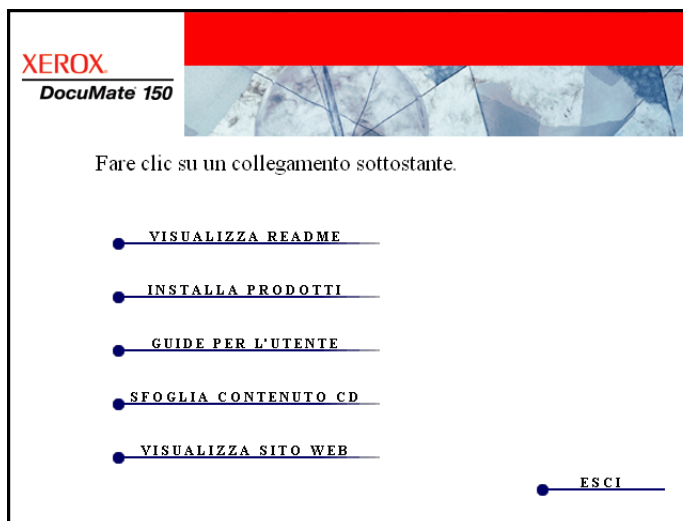 XEROX.
DocuMate 150
Fare clic su un collegamento sottostante.
VISUALIZZA README
INSTALLA PRODOTTI
GUIDE PER L'UTENTE
SFOGLIA CONTENUTO CD
VISUALIZZA SITO WEB
ESCI